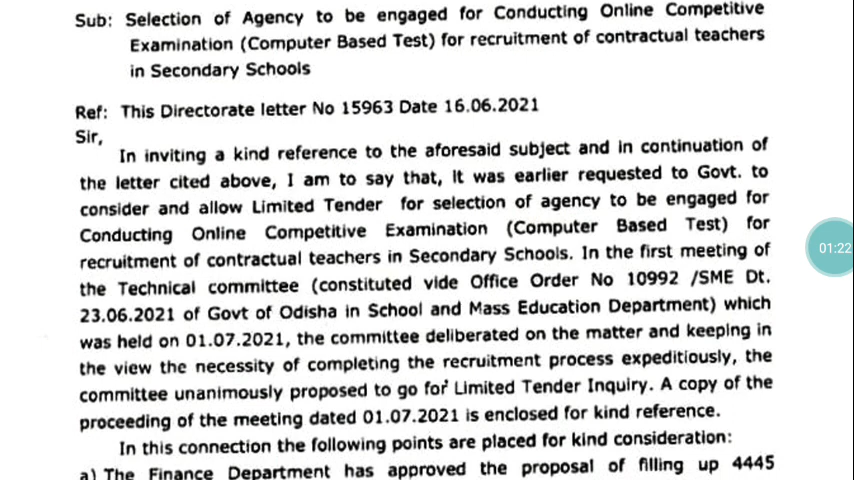 Sub: Selection of Agency to be engaged for Conducting Online Competitive
Examination (Computer Based Test) for recruitment of contractual teachers
in Secondary Schools
Ref: This Directorate letter No 15963 Date 16.06.2021
Sir,
In inviting a kind reference to the aforesaid subject and in continuation of
the letter cited above, I am to say that, It was earlier requested to Govt. to
consider and allow Limited Tender for selection of agency to be engaged for
Conducting Online Competitive Examination (Computer Based Test) for
recruitment of contractual teachers in Secondary Schools. In the first meeting of
the Technical committee (constituted vide Office Order No 10992 /SME Dt.
23.06.2021 of Govt of Odisha in School and Mass Education Department) which
was held on 01.07.2021, the committee deliberated on the matter and keeping in
the view the necessity of completing the recruitment process expeditiously, the
committee unanimously proposed to go for Limited Tender Inquiry. A copy of the
proceeding of the meeting dated 01.07.2021 is enclosed for kind reference.
In this connection the following points are placed for kind consideration:
a) The Finance Department has approved the proposal of filling up 4445
01:22